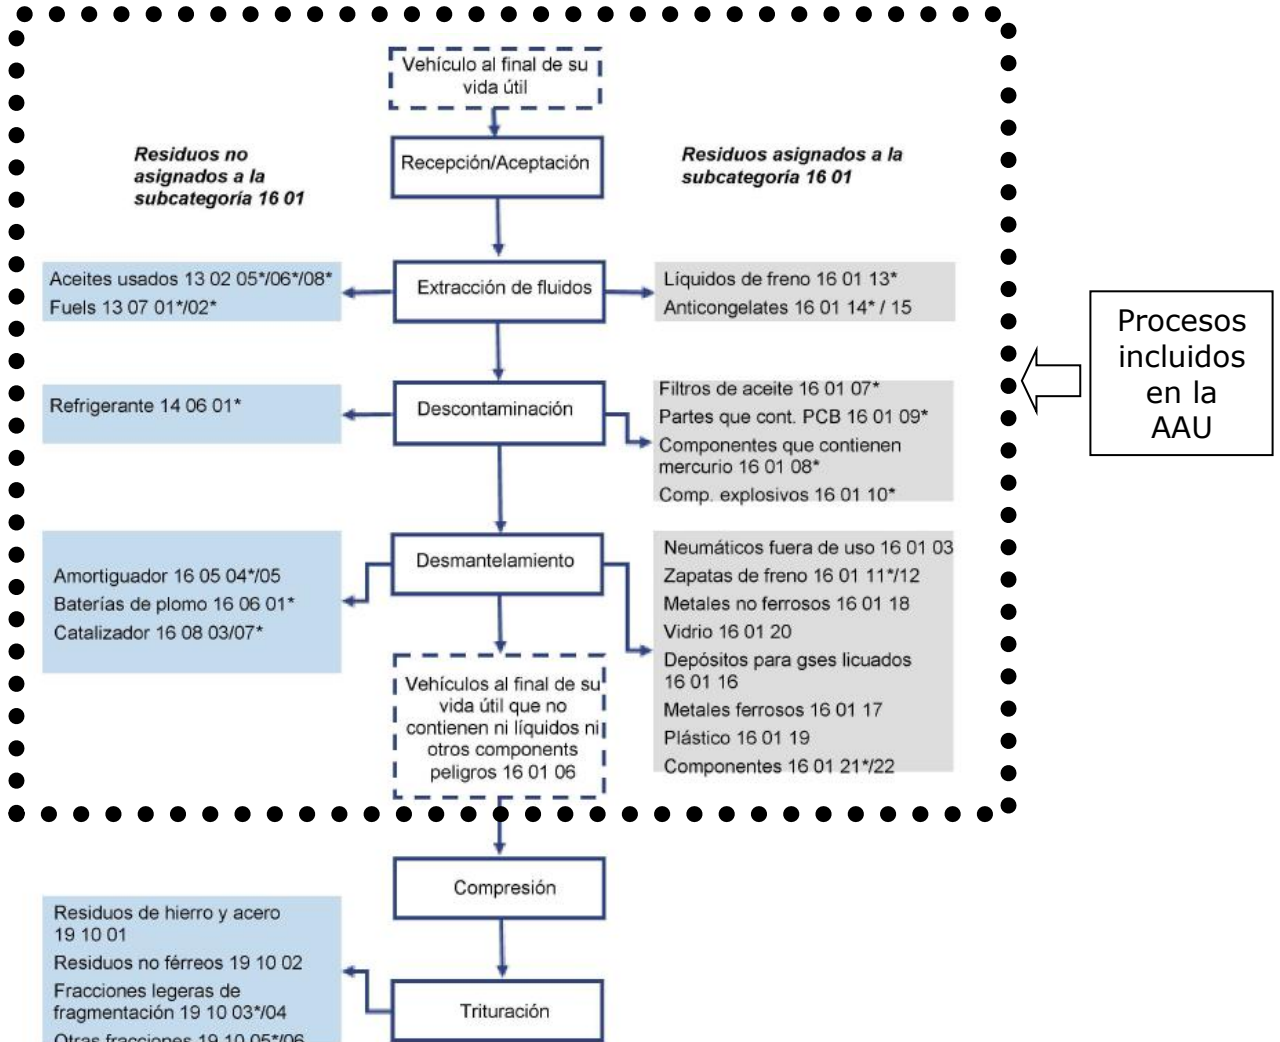 Vehículo al final de su
vida útil
Residuos no
asignados a la
subcategoría 16 01
Recepción/Aceptación
Residuos asignados a la
subcategoría 16 01
Aceites usados 13 02 05*/06*/08*
Fuels 13 07 01*/02*
Extracción de fluidos
Líquidos de freno 16 01 13*
Anticongelates 16 01 14* / 15
Procesos
incluidos
en la
AAU
Refrigerante 14 06 01*
Descontaminación
Filtros de aceite 16 01 07*
Partes que cont. PCB 16 01 09*
Componentes que contienen
mercurio 16 01 08*
Comp. explosivos 16 01 10*
Amortiguador 16 05 04*/05
Baterías de plomo 16 06 01*
Catalizador 16 08 03/07*
Desmantelamiento
Neumáticos fuera de uso 16 01 03
Zapatas de freno 16 01 11*/12
Metales no ferrosos 16 01 18
Vidrio 16 01 20
Depósitos para gses licuados
16 01 16
Metales ferrosos 16 01 17
Plástico 16 01 19
Componentes 16 01 21*/22
Vehículos al final de su
vida útil que no
contienen ni líquidos ni
otros components
peligros 16 01 06
Compresión
Residuos de hierro y acero
19 10 01
Residuos no férreos 19 10 02
Fracciones legeras de
fragmentación 19 10 03*/04
Otras fracciones 19 10 05*/06
Trituración